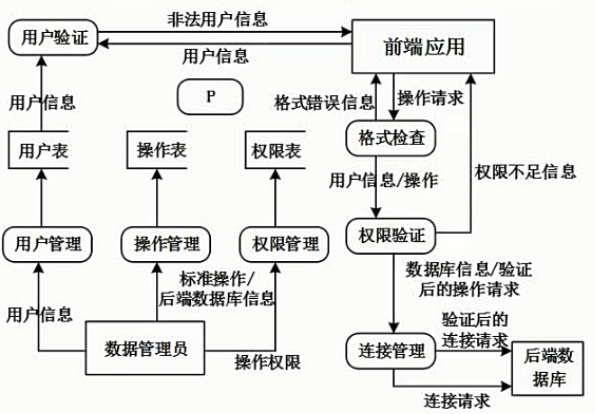 非法用户信息
用户验证
前端应用
用户信息
P
格式错误信息
操作请求
用户信息
格式检查
用户表
操作表
权限表
用户信息/操作
权限不足信息
用户管理
操作管理
权限管理
权限验证
标准操作/
后端数据库信息
数据库信息/验证
后的操作请求
用户信息
数据管理员
操作权限
验证后的
连接请求
连接管理
后端数
据库
连接请求